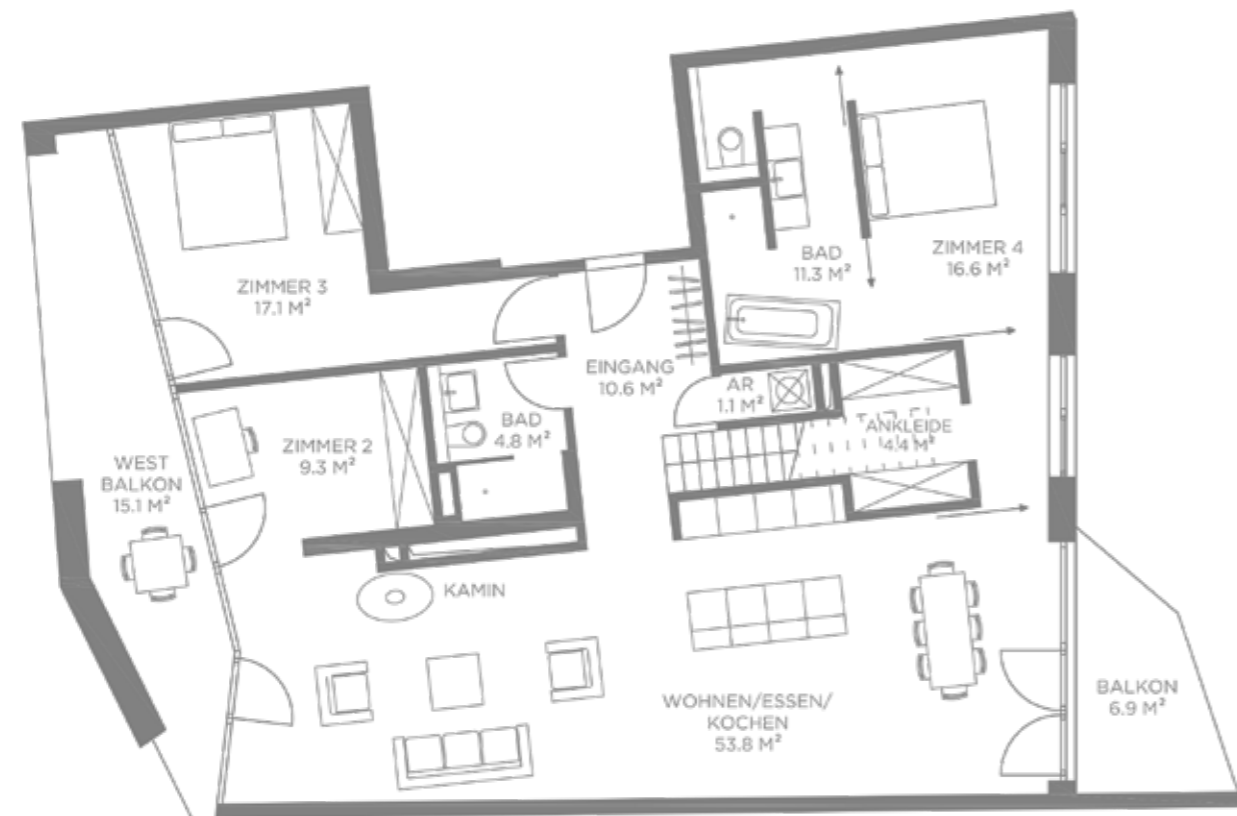 ZIMMER 3
17.1 M²
BAD
11.3 M²
ZIMMER 4
16.6 M²
EINGANG
10.6 M²
AR
1.1 M²
BAD
4.8 M²
ANKLEIDE
4.4 M²
ZIMMER 2
9.3 M²
WEST
BALKON
15.1 M²
KAMIN
WOHNEN/ESSEN/
KOCHEN
53.8 M²
BALKON
6.9 M²